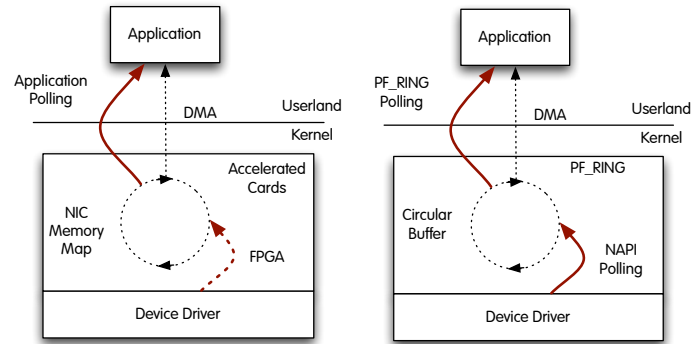 Application
Application
Polling
DMA
Userland
Kernel
Accelerated
Cards
NIC
Memory
Map
FPGA
Device Driver
Application
PF_RING
Polling
DMA
Userland
Kernel
PF_RING
Circular
Buffer
NAPI
Polling
Device Driver